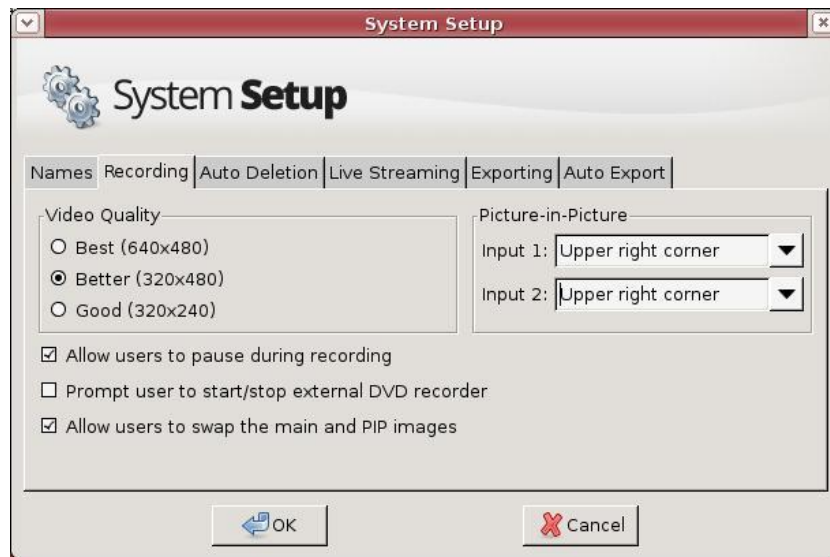 System Setup
System Setup
Names Recording Auto Deletion Live Streaming Exporting Auto Export
Video Quality
Best (640x480)
Better (320x480)
Good (320x240)
Picture-in-Picture
Input 1: Upper right corner
Input 2: Upper right corner
Allow users to pause during recording
Prompt user to start/stop external DVD recorder
Allow users to swap the main and PIP images
OK Cancel